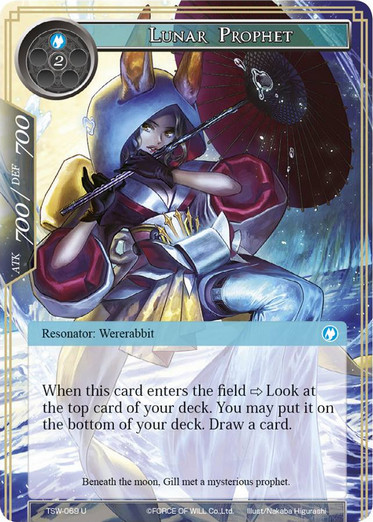 Lunar Prophet
2
ATK 700 / DEF 700
Resonator: Wererabbit
When this card enters the field ⇨ Look at
the top card of your deck. You may put it on
the bottom of your deck. Draw a card.
Beneath the moon, Gill met a mysterious prophet.
TSW-069 U ©FORCE OF WILL Co.,Ltd. Illust/Nakaba Higurashi